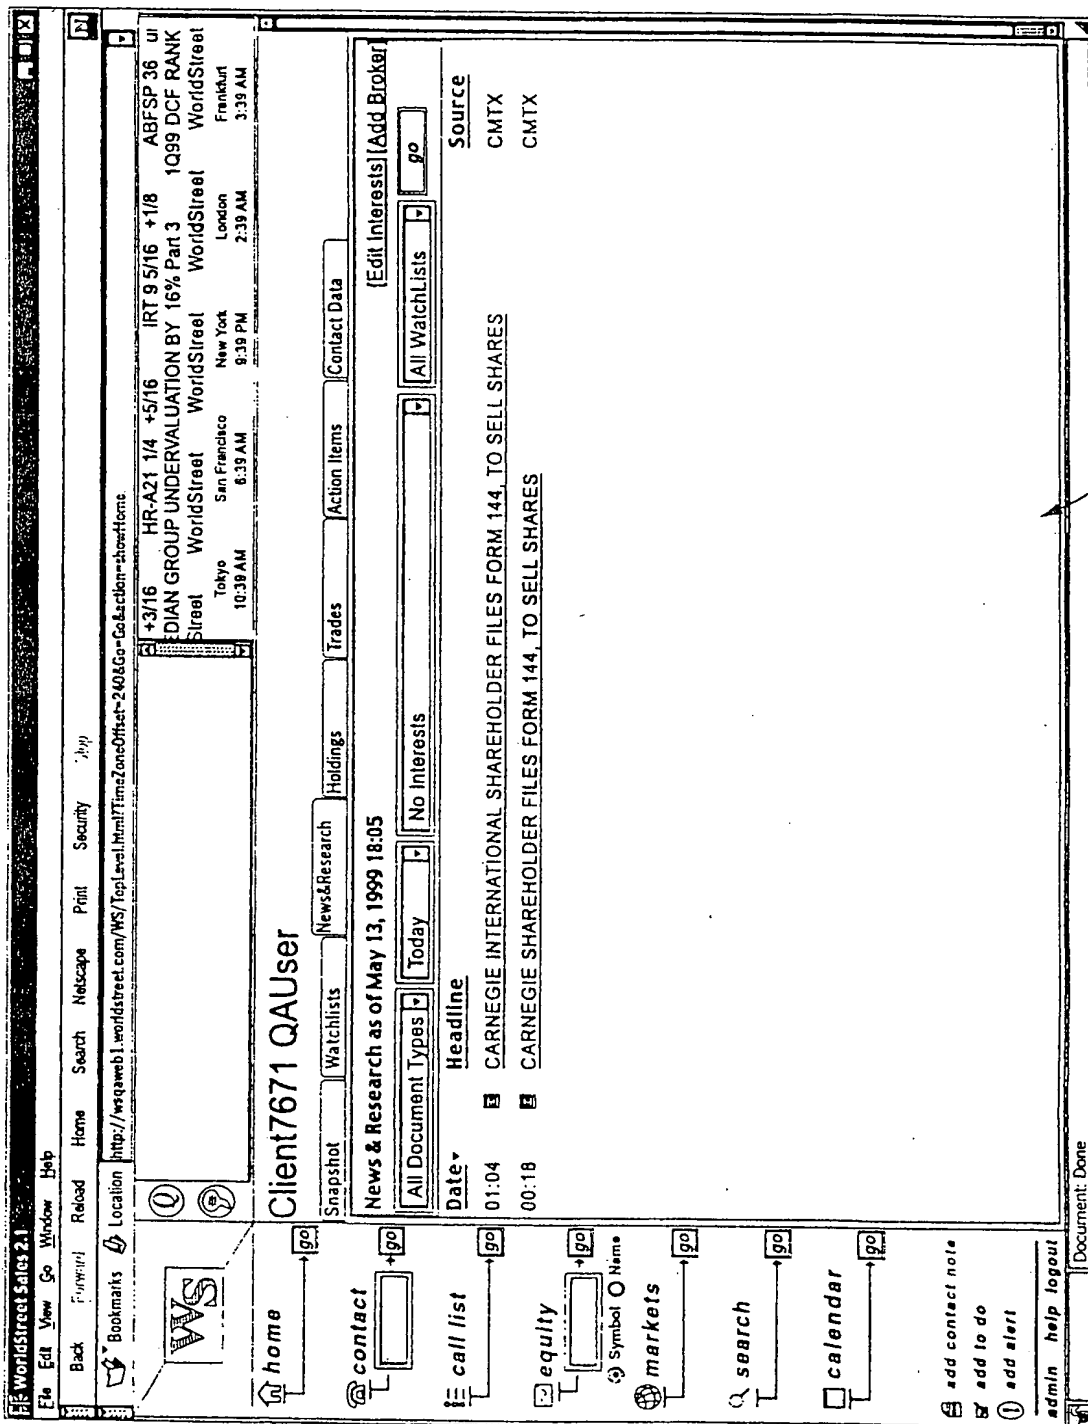 WorldStreet Sales 2.1
File Edit View Go Window Help
Back Forward Reload Home Search Netscape Print Security Stop
Bookmarks Location http://wsqaweb1.worldstreet.com/WS/TopLevel.html?TimeZoneOffset=240&Go=Go&action=showHome.
WS
Q
+3/16 HR-A21 1/4 +5/16 IRT 9 5/16 +1/8 ABFSP 36
EDIAN GROUP UNDERVALUATION BY 16% Part 3 1Q99 DCF RANK
Street WorldStreet WorldStreet WorldStreet WorldStreet
Tokyo San Francisco New York London Frankfurt
10:39 AM 6:39 AM 9:39 PM 2:39 AM 3:39 AM
home
go
contact
go
call list
go
equity
go
Symbol Name
markets
go
search
go
calendar
go
add contact note
add to do
add alert
admin help logout
Client7671 QAUser
Snapshot Watchlists News&Research Holdings Trades Action Items Contact Data
News & Research as of May 13, 1999 18:05 [Edit Interests][Add Broker]
All Document Types Today No Interests All WatchLists go
Date Headline Source
01:04 CARNEGIE INTERNATIONAL SHAREHOLDER FILES FORM 144, TO SELL SHARES CMTX
00:18 CARNEGIE SHAREHOLDER FILES FORM 144, TO SELL SHARES CMTX
Document: Done